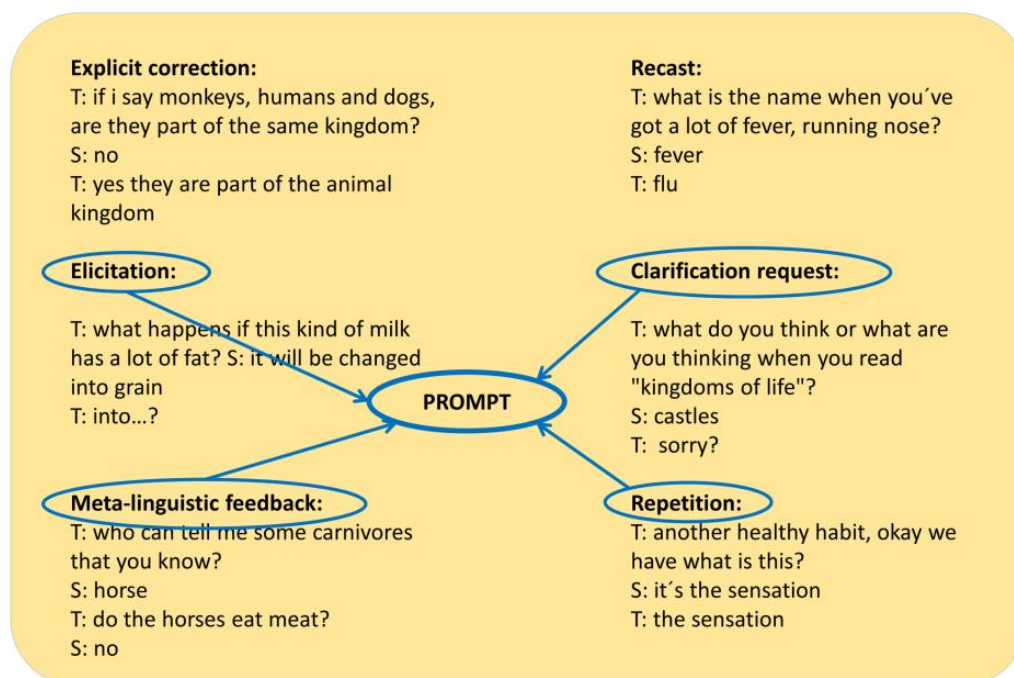 Explicit correction:
T: if i say monkeys, humans and dogs,
are they part of the same kingdom?
S: no
T: yes they are part of the animal
kingdom
Recast:
T: what is the name when you´ve
got a lot of fever, running nose?
S: fever
T: flu
Elicitation:
T: what happens if this kind of milk
has a lot of fat? S: it will be changed
into grain
T: into...?
Clarification request:
T: what do you think or what are
you thinking when you read
"kingdoms of life"?
S: castles
T: sorry?
PROMPT
Meta-linguistic feedback:
T: who can tell me some carnivores
that you know?
S: horse
T: do the horses eat meat?
S: no
Repetition:
T: another healthy habit, okay we
have what is this?
S: it´s the sensation
T: the sensation